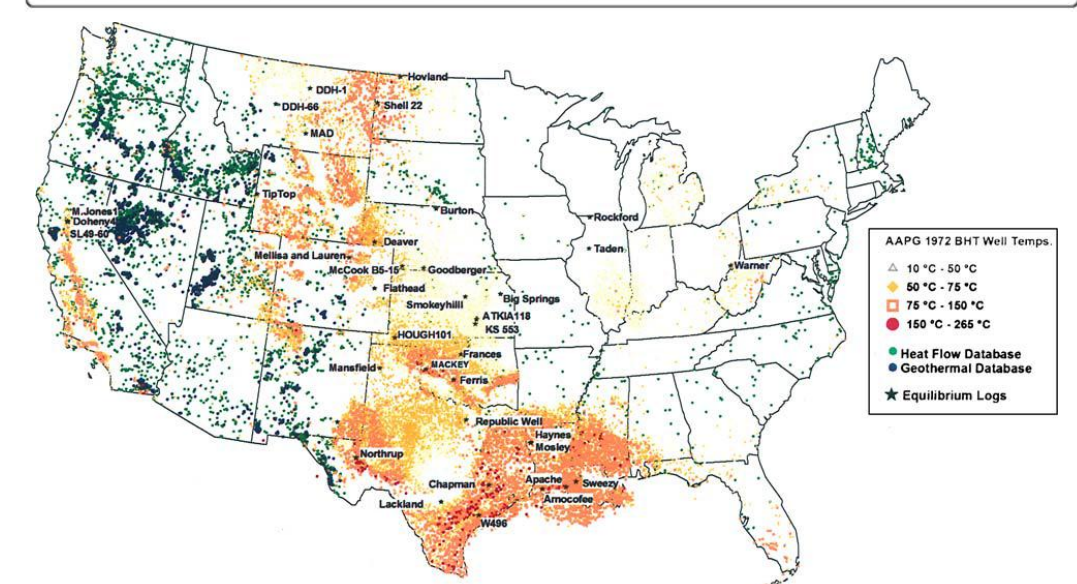 Hovland
DDH-1
DDH-66
Shell 22
MAD
TipTop
Burton
M.Jones1
Doheny4
SL49-60
Rockford
Deaver
Taden
Mellisa and Lauren
McCook B5-15
Goodberger
Warner
Flathead
Smokeyhilll
Big Springs
ATKIA118
KS 553
HOUGH101
Frances
Mansfield
MACKEY
Ferris
Republic Well
Haynes
Mosley
Northrup
Chapman
Apache
Sweezy
Amocofee
Lackland
W496
AAPG 1972 BHT Well Temps.
10 °C - 50 °C
50 °C - 75 °C
75 °C - 150 °C
150 °C - 265 °C
Heat Flow Database
Geothermal Database
Equilibrium Logs